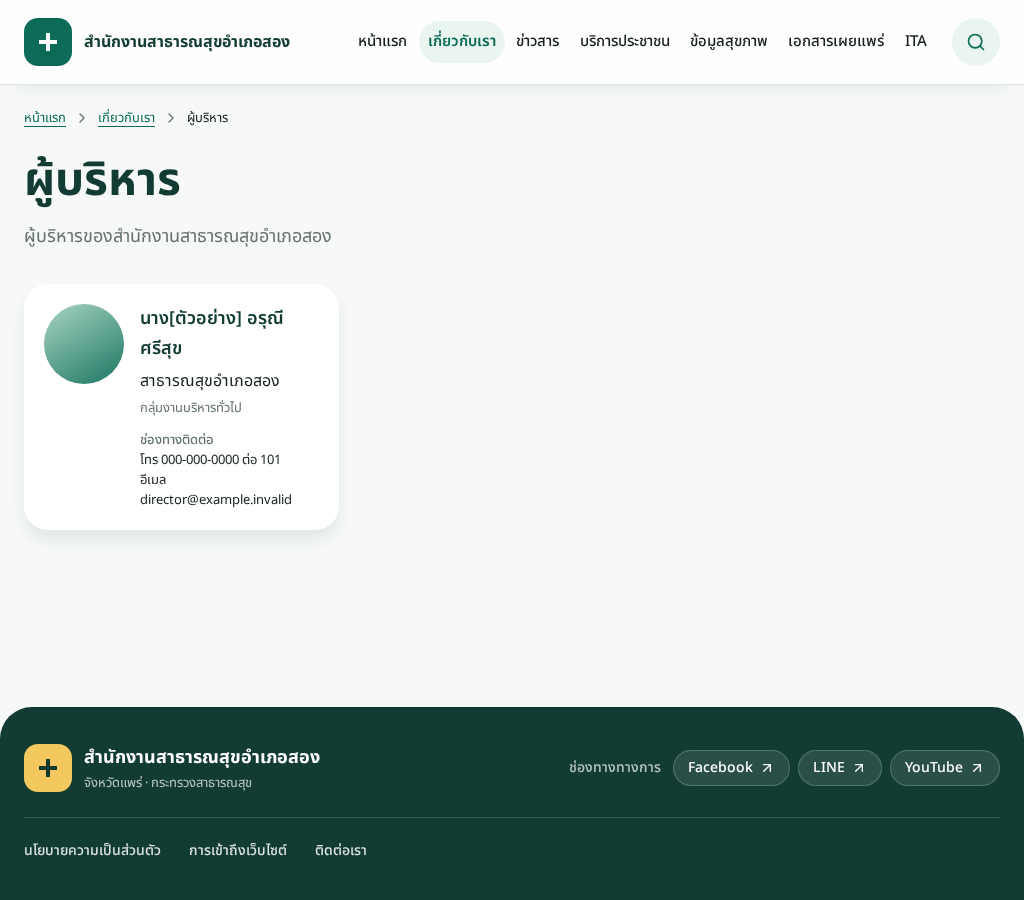 สำนักงานสาธารณสุขอำเภอสอง
หน้าแรก
เกี่ยวกับเรา
ข่าวสาร
บริการประชาชน
ข้อมูลสุขภาพ
เอกสารเผยแพร่
ITA
หน้าแรก
เกี่ยวกับเรา
ผู้บริหาร
ผู้บริหาร
ผู้บริหารของสำนักงานสาธารณสุขอำเภอสอง
นาง[ตัวอย่าง] อรุณี
ศรีสุข
สาธารณสุขอำเภอสอง
กลุ่มงานบริหารทั่วไป
ช่องทางติดต่อ
โทร 000-000-0000 ต่อ 101
อีเมล
director@example.invalid
สำนักงานสาธารณสุขอำเภอสอง
จังหวัดแพร่ · กระทรวงสาธารณสุข
ช่องทางทางการ
Facebook
LINE
YouTube
นโยบายความเป็นส่วนตัว
การเข้าถึงเว็บไซต์
ติดต่อเรา